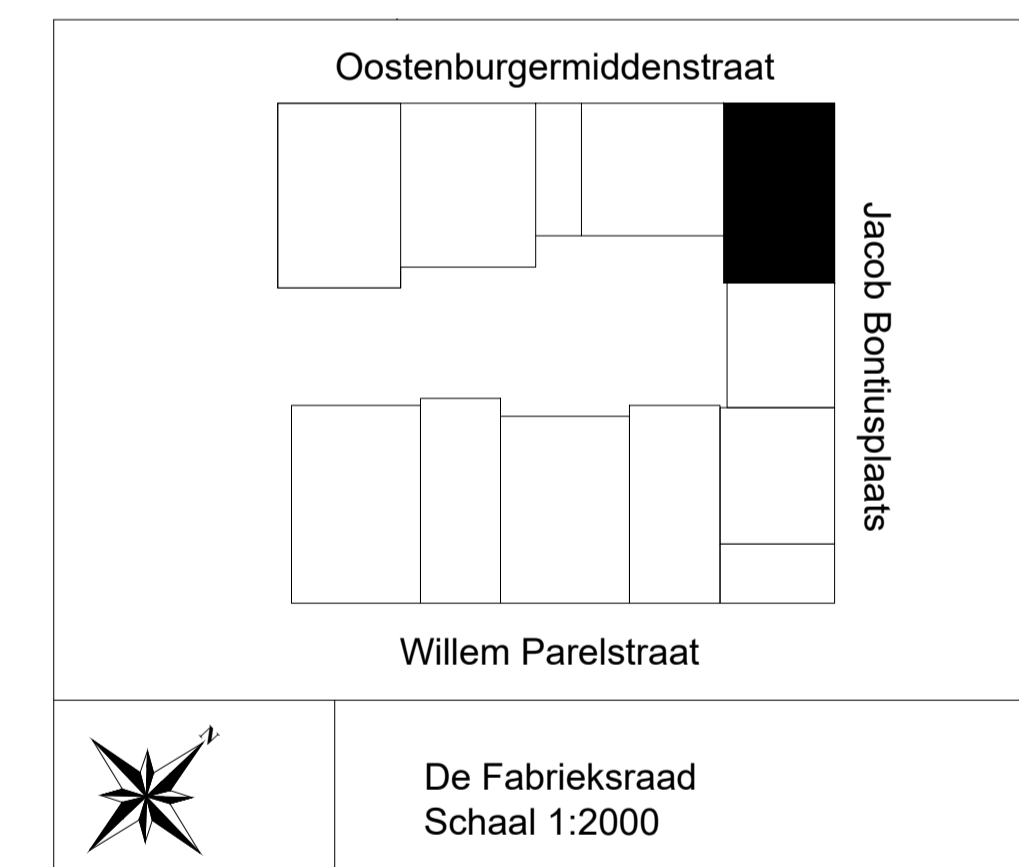 Oostenburgermiddenstraat
Jacob Bontiusplaats
Willem Parelstraat
N
De Fabrieksraad
Schaal 1:2000